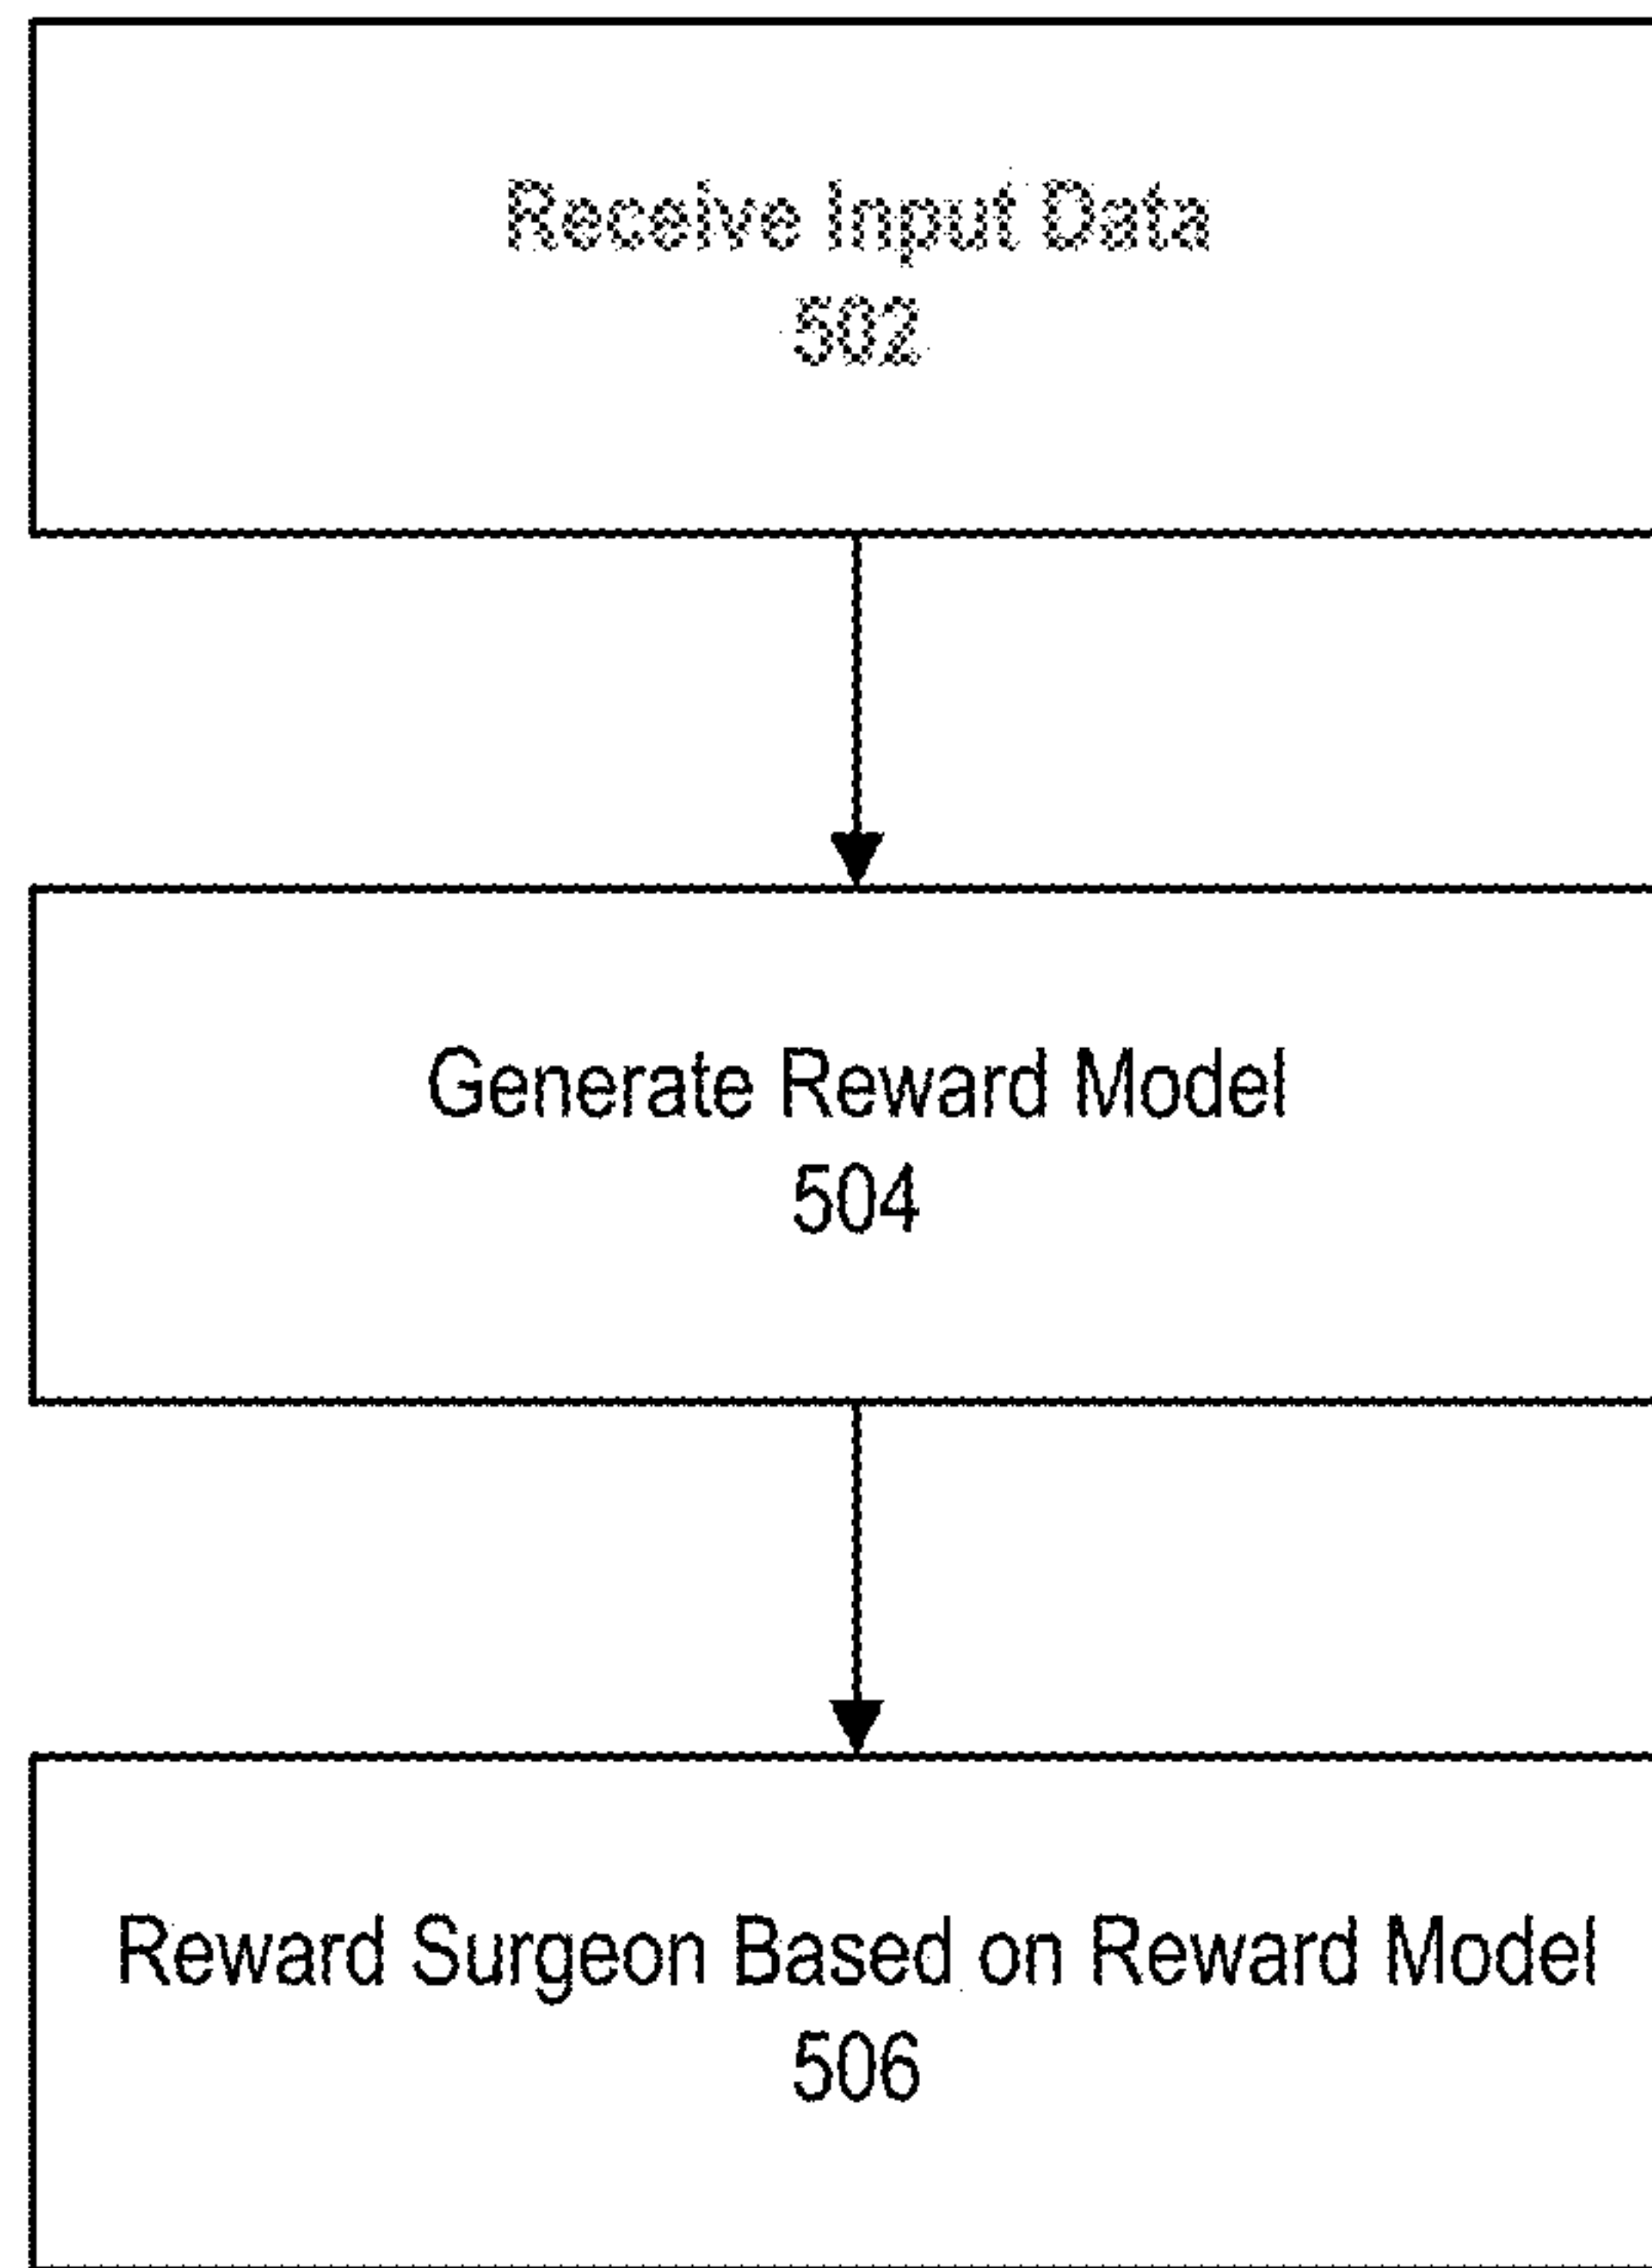 Receive Input Data
502
Generate Reward Model
504
Reward Surgeon Based on Reward Model
506